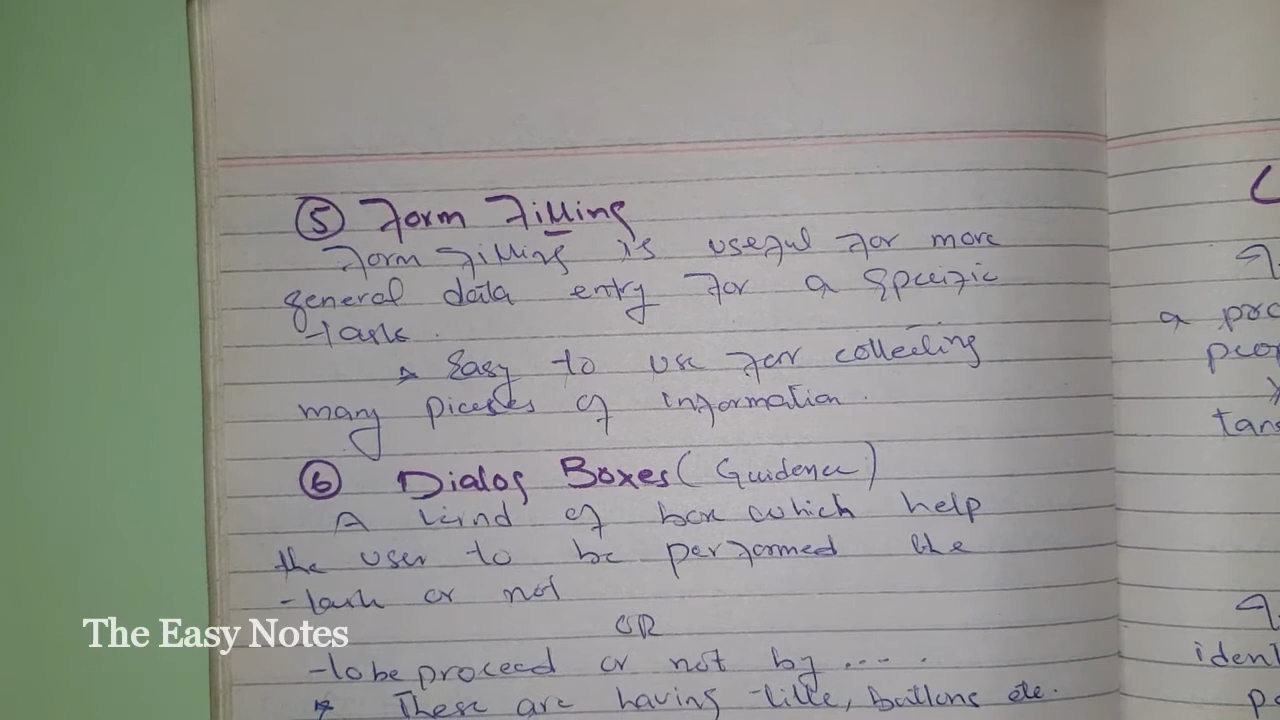 ⑤ Form Filling
Form Filling is useful for more
general data entry for a specific
task.
Easy to use for collecting
many piceses of information.
⑥ Dialog Boxes (Guidence)
A kind of box which help
the user to be performed the
task or not
OR
to be proceed or not by .....
* These are having title, buttons etc.
a
tan
ident
The Easy Notes